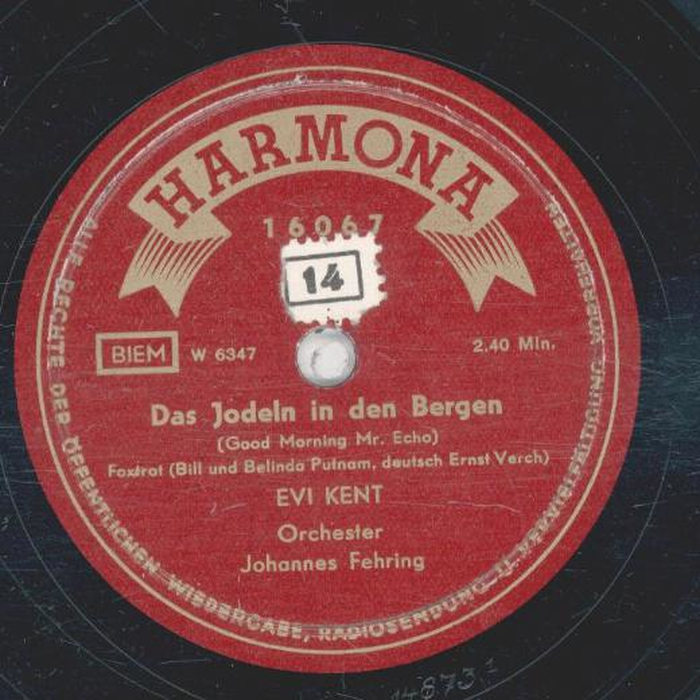 HARMONA
16067
14
BIEM W 6347 2.40 Min.
Das Jodeln in den Bergen
(Good Morning Mr. Echo)
Foxtrot (Bill und Belinda Putnam, deutsch Ernst Verch)
EVI KENT
Orchester
Johannes Fehring
ALLE RECHTE DER ÖFFENTLICHEN WIEDERGABE, RADIOSENDUNG U. VERVIELFÄLTIGUNG